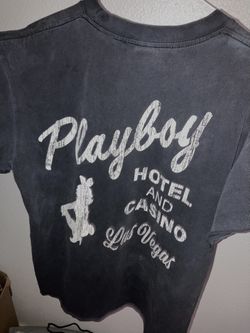 Playboy
HOTEL
AND
CASINO
Las Vegas